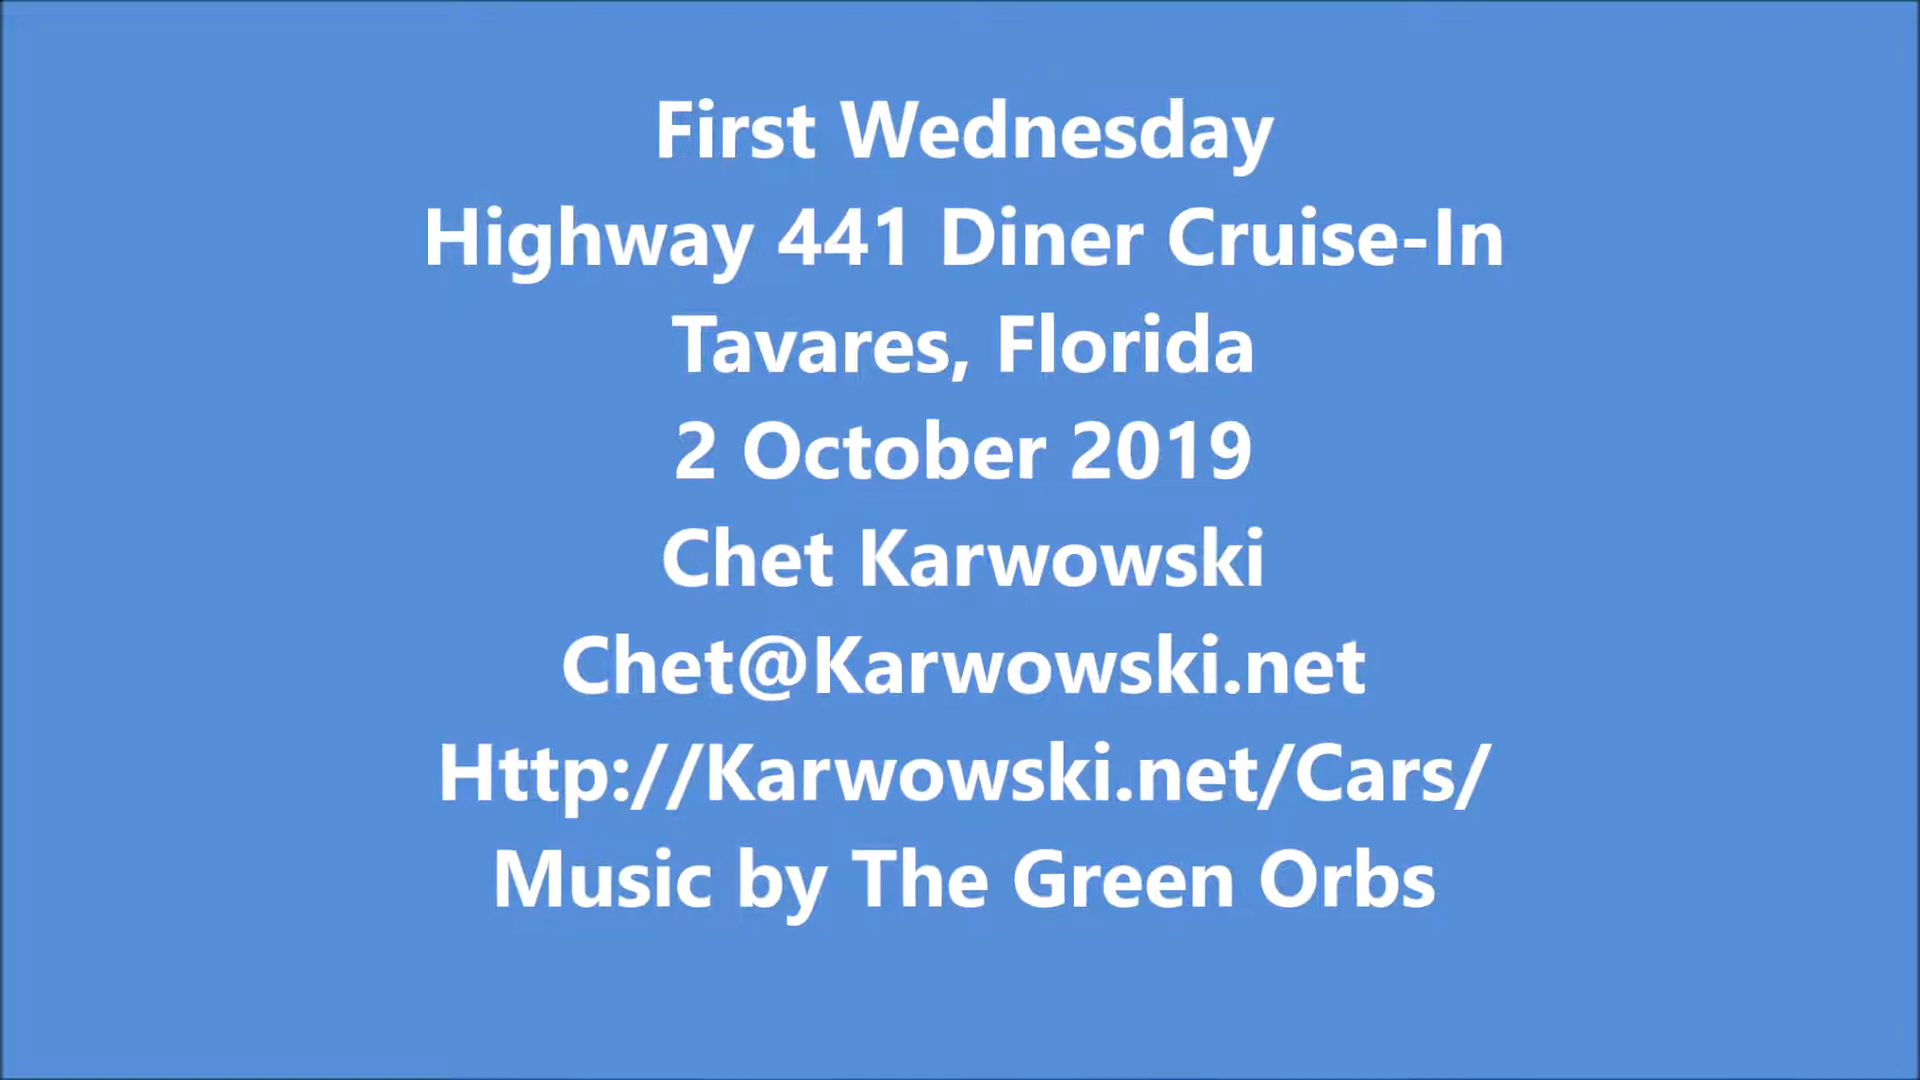 First Wednesday
Highway 441 Diner Cruise-In
Tavares, Florida
2 October 2019
Chet Karwowski
Chet@Karwowski.net
Http://Karwowski.net/Cars/
Music by The Green Orbs